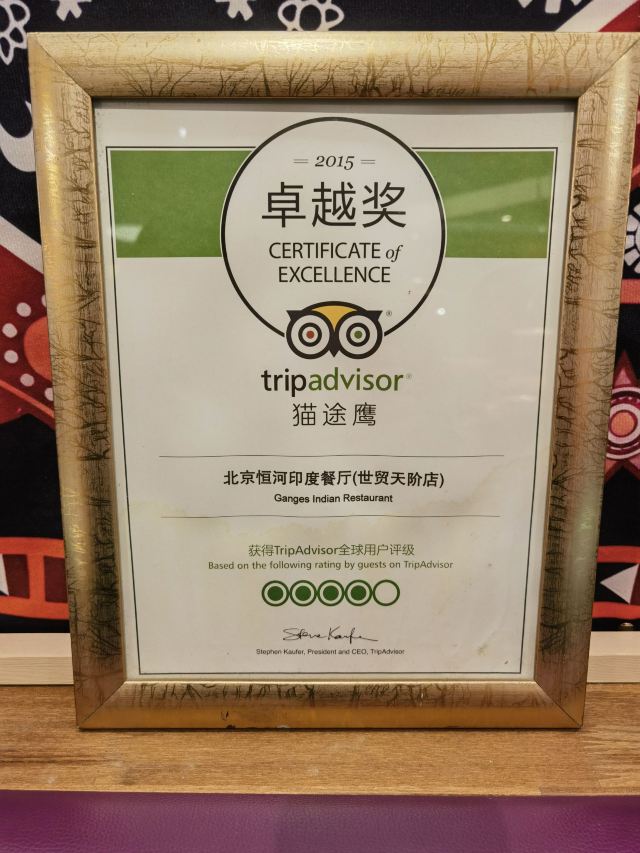 = 2015 =
卓越奖
CERTIFICATE of
EXCELLENCE
tripadvisor®
猫途鹰
北京恒河印度餐厅(世贸天阶店)
Ganges Indian Restaurant
获得TripAdvisor全球用户评级
Based on the following rating by guests on TripAdvisor
Steve Kaufer
Stephen Kaufer, President and CEO, TripAdvisor